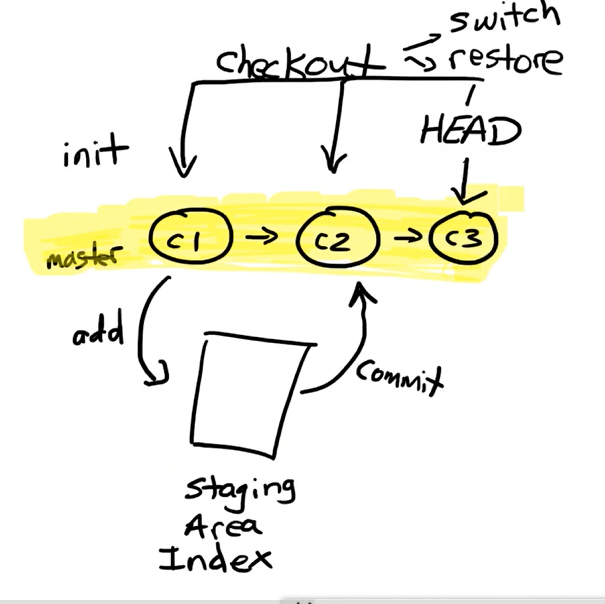 switch
checkout
restore
HEAD
init
master
c1
c2
c3
add
commit
Staging
Area
Index